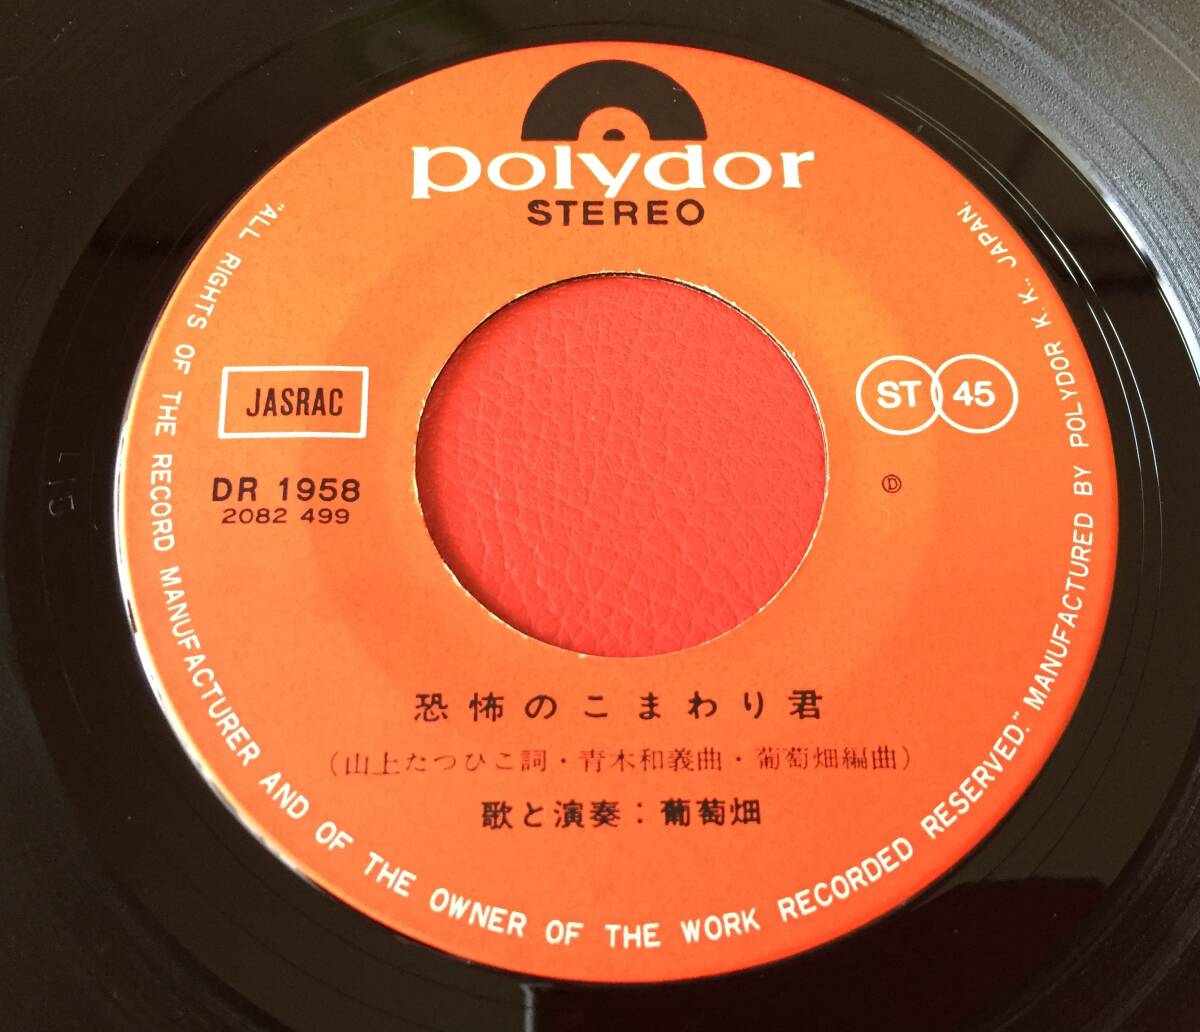 polydor
STEREO
JASRAC
ST 45
DR 1958
2082 499
Ⓓ
恐怖のこまわり君
(山上たつひこ詞・青木和義曲・葡萄畑編曲)
歌と演奏：葡萄畑
"ALL RIGHTS OF THE RECORD MANUFACTURER AND OF THE OWNER OF THE WORK RECORDED RESERVED." MANUFACTURED BY POLYDOR K.K., JAPAN.